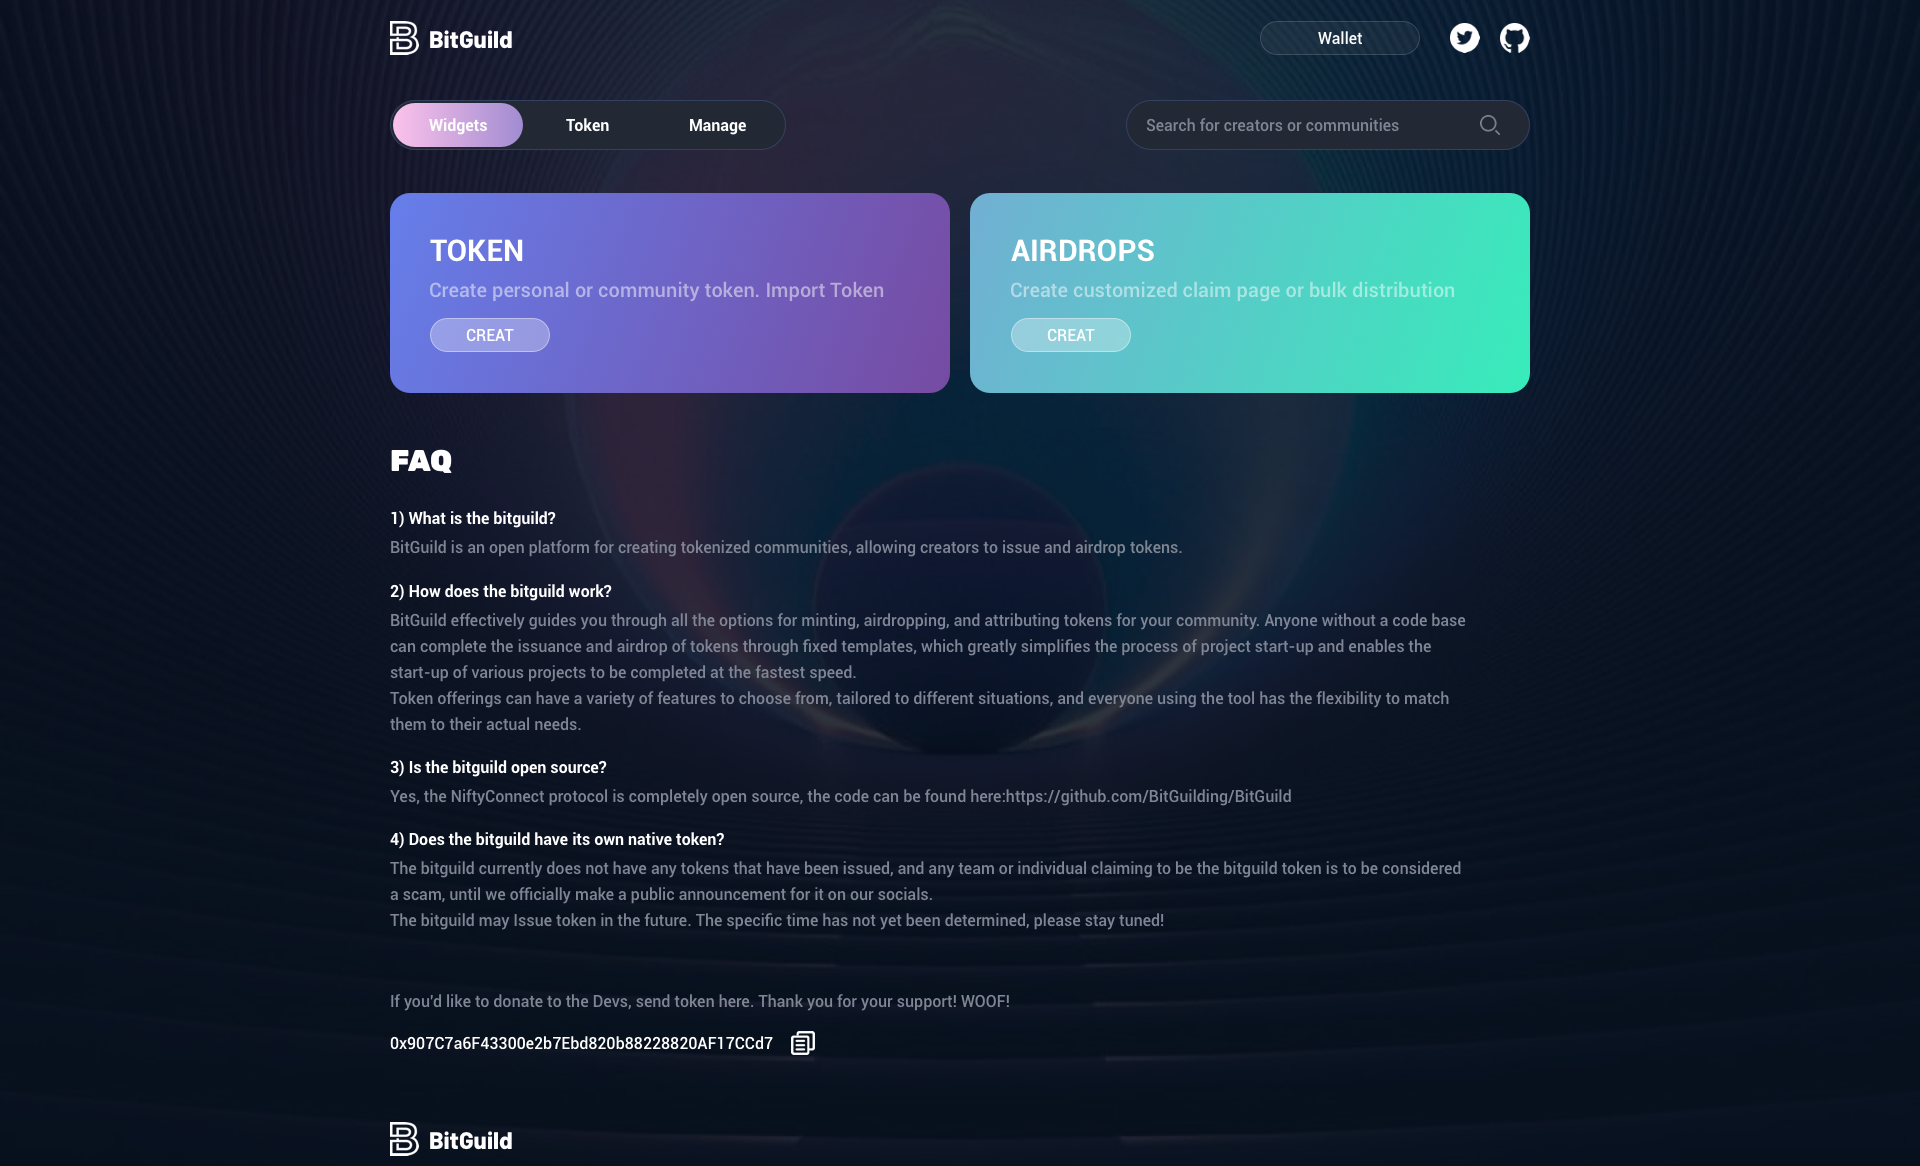 BitGuild
Wallet
Widgets
Token
Manage
Search for creators or communities
TOKEN
Create personal or community token. Import Token
CREAT
AIRDROPS
Create customized claim page or bulk distribution
CREAT
FAQ
1) What is the bitguild?
BitGuild is an open platform for creating tokenized communities, allowing creators to issue and airdrop tokens.
2) How does the bitguild work?
BitGuild effectively guides you through all the options for minting, airdropping, and attributing tokens for your community. Anyone without a code base
can complete the issuance and airdrop of tokens through fixed templates, which greatly simplifies the process of project start-up and enables the
start-up of various projects to be completed at the fastest speed.
Token offerings can have a variety of features to choose from, tailored to different situations, and everyone using the tool has the flexibility to match
them to their actual needs.
3) Is the bitguild open source?
Yes, the NiftyConnect protocol is completely open source, the code can be found here:https://github.com/BitGuilding/BitGuild
4) Does the bitguild have its own native token?
The bitguild currently does not have any tokens that have been issued, and any team or individual claiming to be the bitguild token is to be considered
a scam, until we officially make a public announcement for it on our socials.
The bitguild may Issue token in the future. The specific time has not yet been determined, please stay tuned!
If you'd like to donate to the Devs, send token here. Thank you for your support! WOOF!
0x907C7a6F43300e2b7Ebd820b88228820AF17CCd7
BitGuild